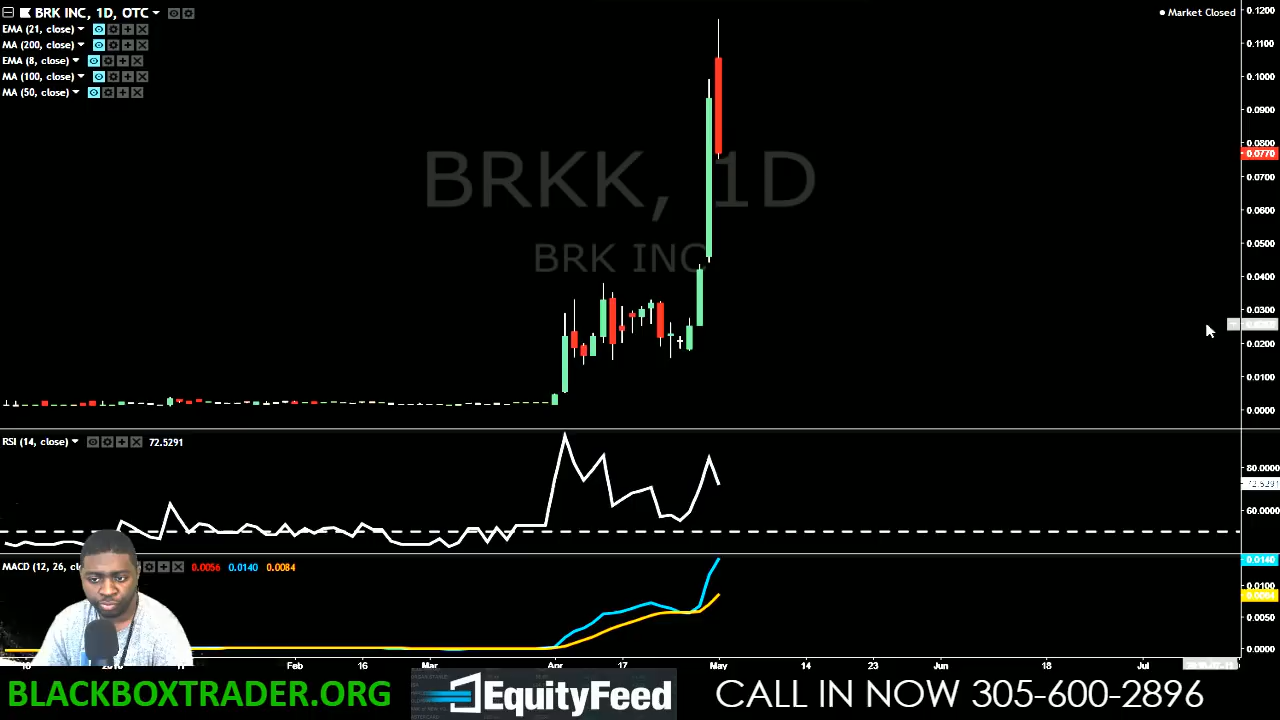 BRK INC, 1D, OTC
Market Closed
EMA (21, close)
MA (200, close)
EMA (8, close)
MA (100, close)
MA (50, close)
BRKK, 1D
BRK INC
0.1200
0.1100
0.1000
0.0900
0.0800
0.0770
0.0700
0.0600
0.0500
0.0400
0.0300
0.0200
0.0100
0.0000
RSI (14, close) 72.5291
80.0000
72.5291
60.0000
MACD (12, 26, 0.0056 0.0140 0.0084
0.0140
0.0100
0.0084
0.0050
0.0000
Feb 16 Mar Apr 17 May 14 23 Jun 18 Jul
BLACKBOXTRADER.ORG
EquityFeed
CALL IN NOW 305-600-2896